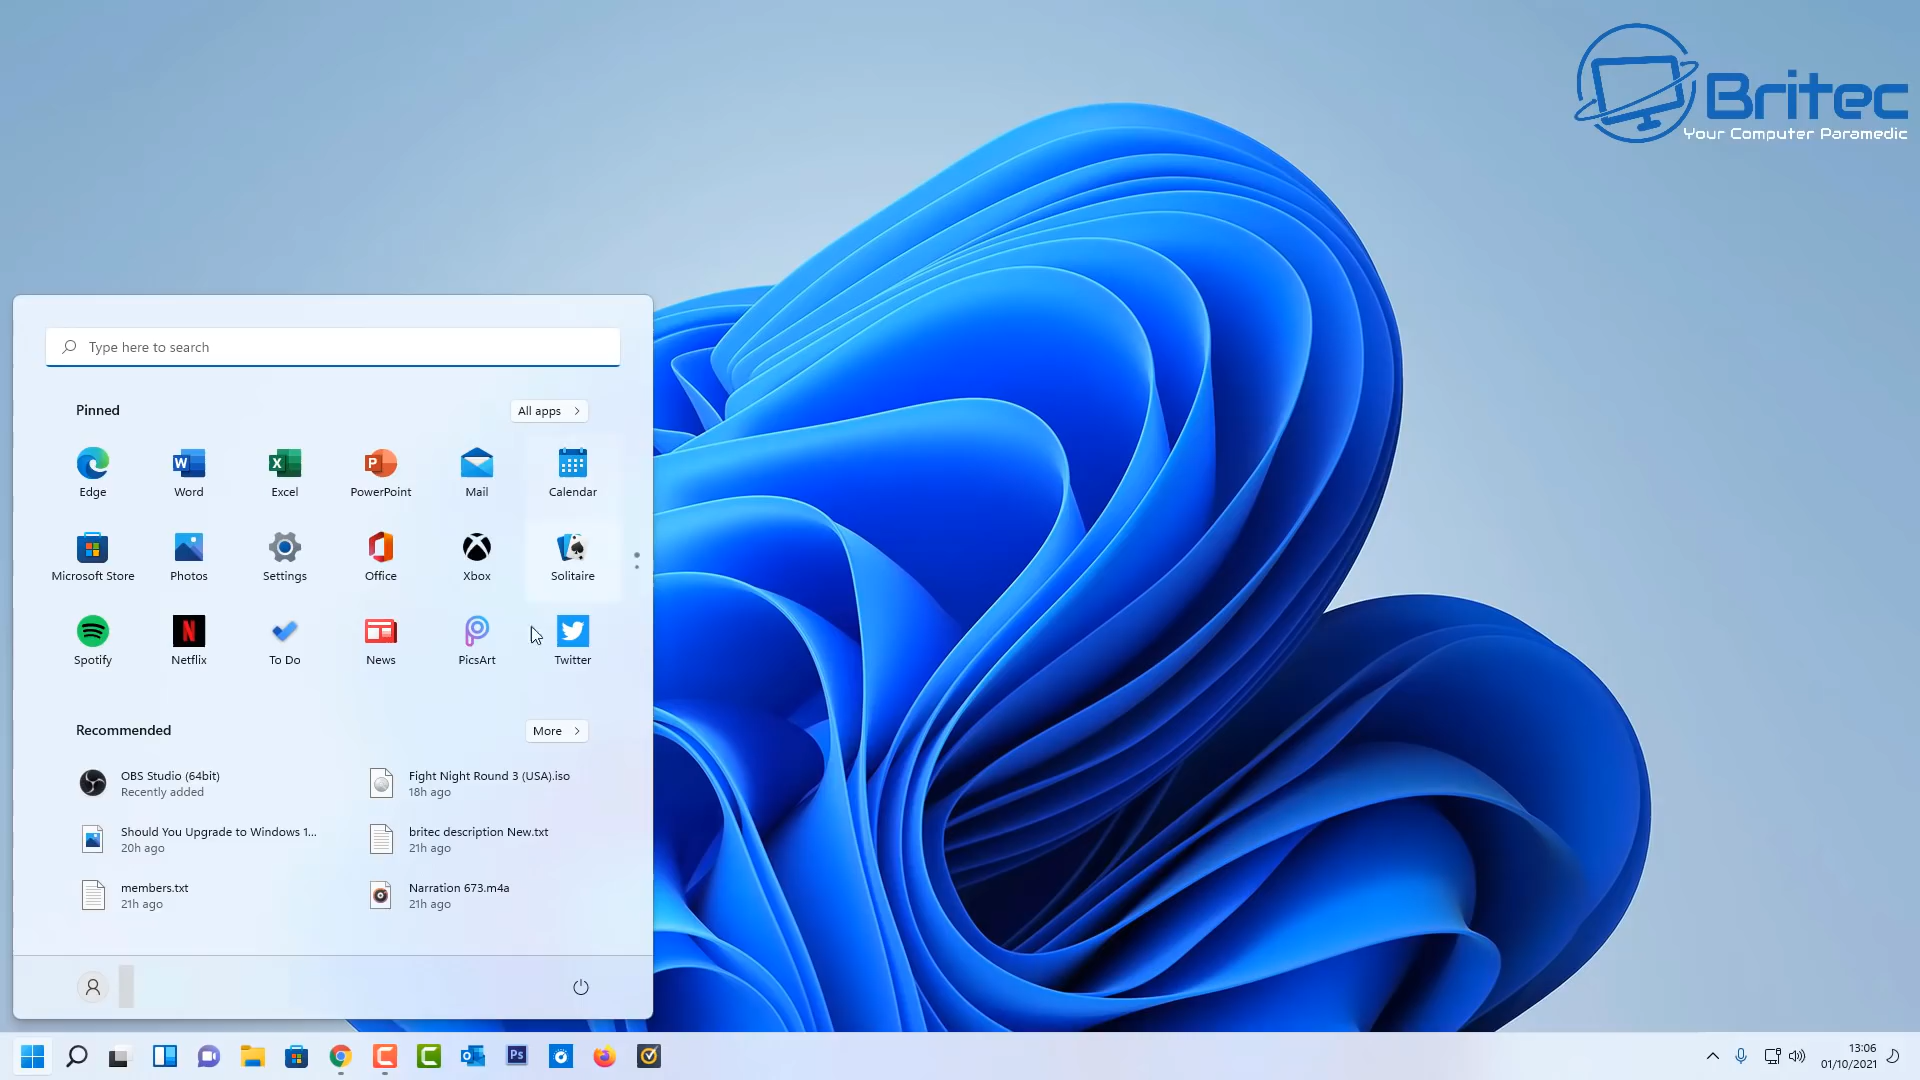 Britec
Your Computer Paramedic
Type here to search
Pinned
All apps
Edge
Word
Excel
PowerPoint
Mail
Calendar
Microsoft Store
Photos
Settings
Office
Xbox
Solitaire
Spotify
Netflix
To Do
News
PicsArt
Twitter
Recommended
More
OBS Studio (64bit)
Recently added
Fight Night Round 3 (USA).iso
18h ago
Should You Upgrade to Windows 1...
20h ago
britec description New.txt
21h ago
members.txt
21h ago
Narration 673.m4a
21h ago
Ps
13:06
01/10/2021